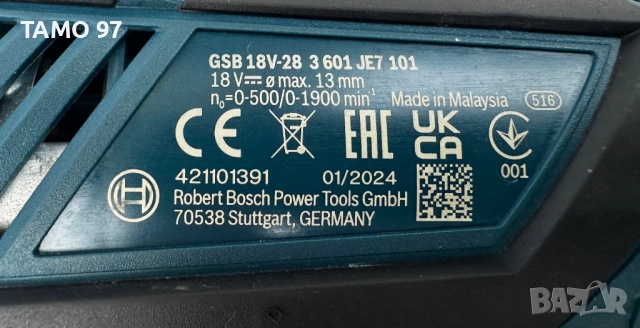 TAMO 97
GSB 18V-28 3 601 JE7 101
18 V⎓ ø max. 13 mm
n₀=0-500/0-1900 min⁻¹ Made in Malaysia 516
CE EAC UK CA 001
421101391 01/2024
BOSCH
Robert Bosch Power Tools GmbH
70538 Stuttgart, GERMANY
BAZAR